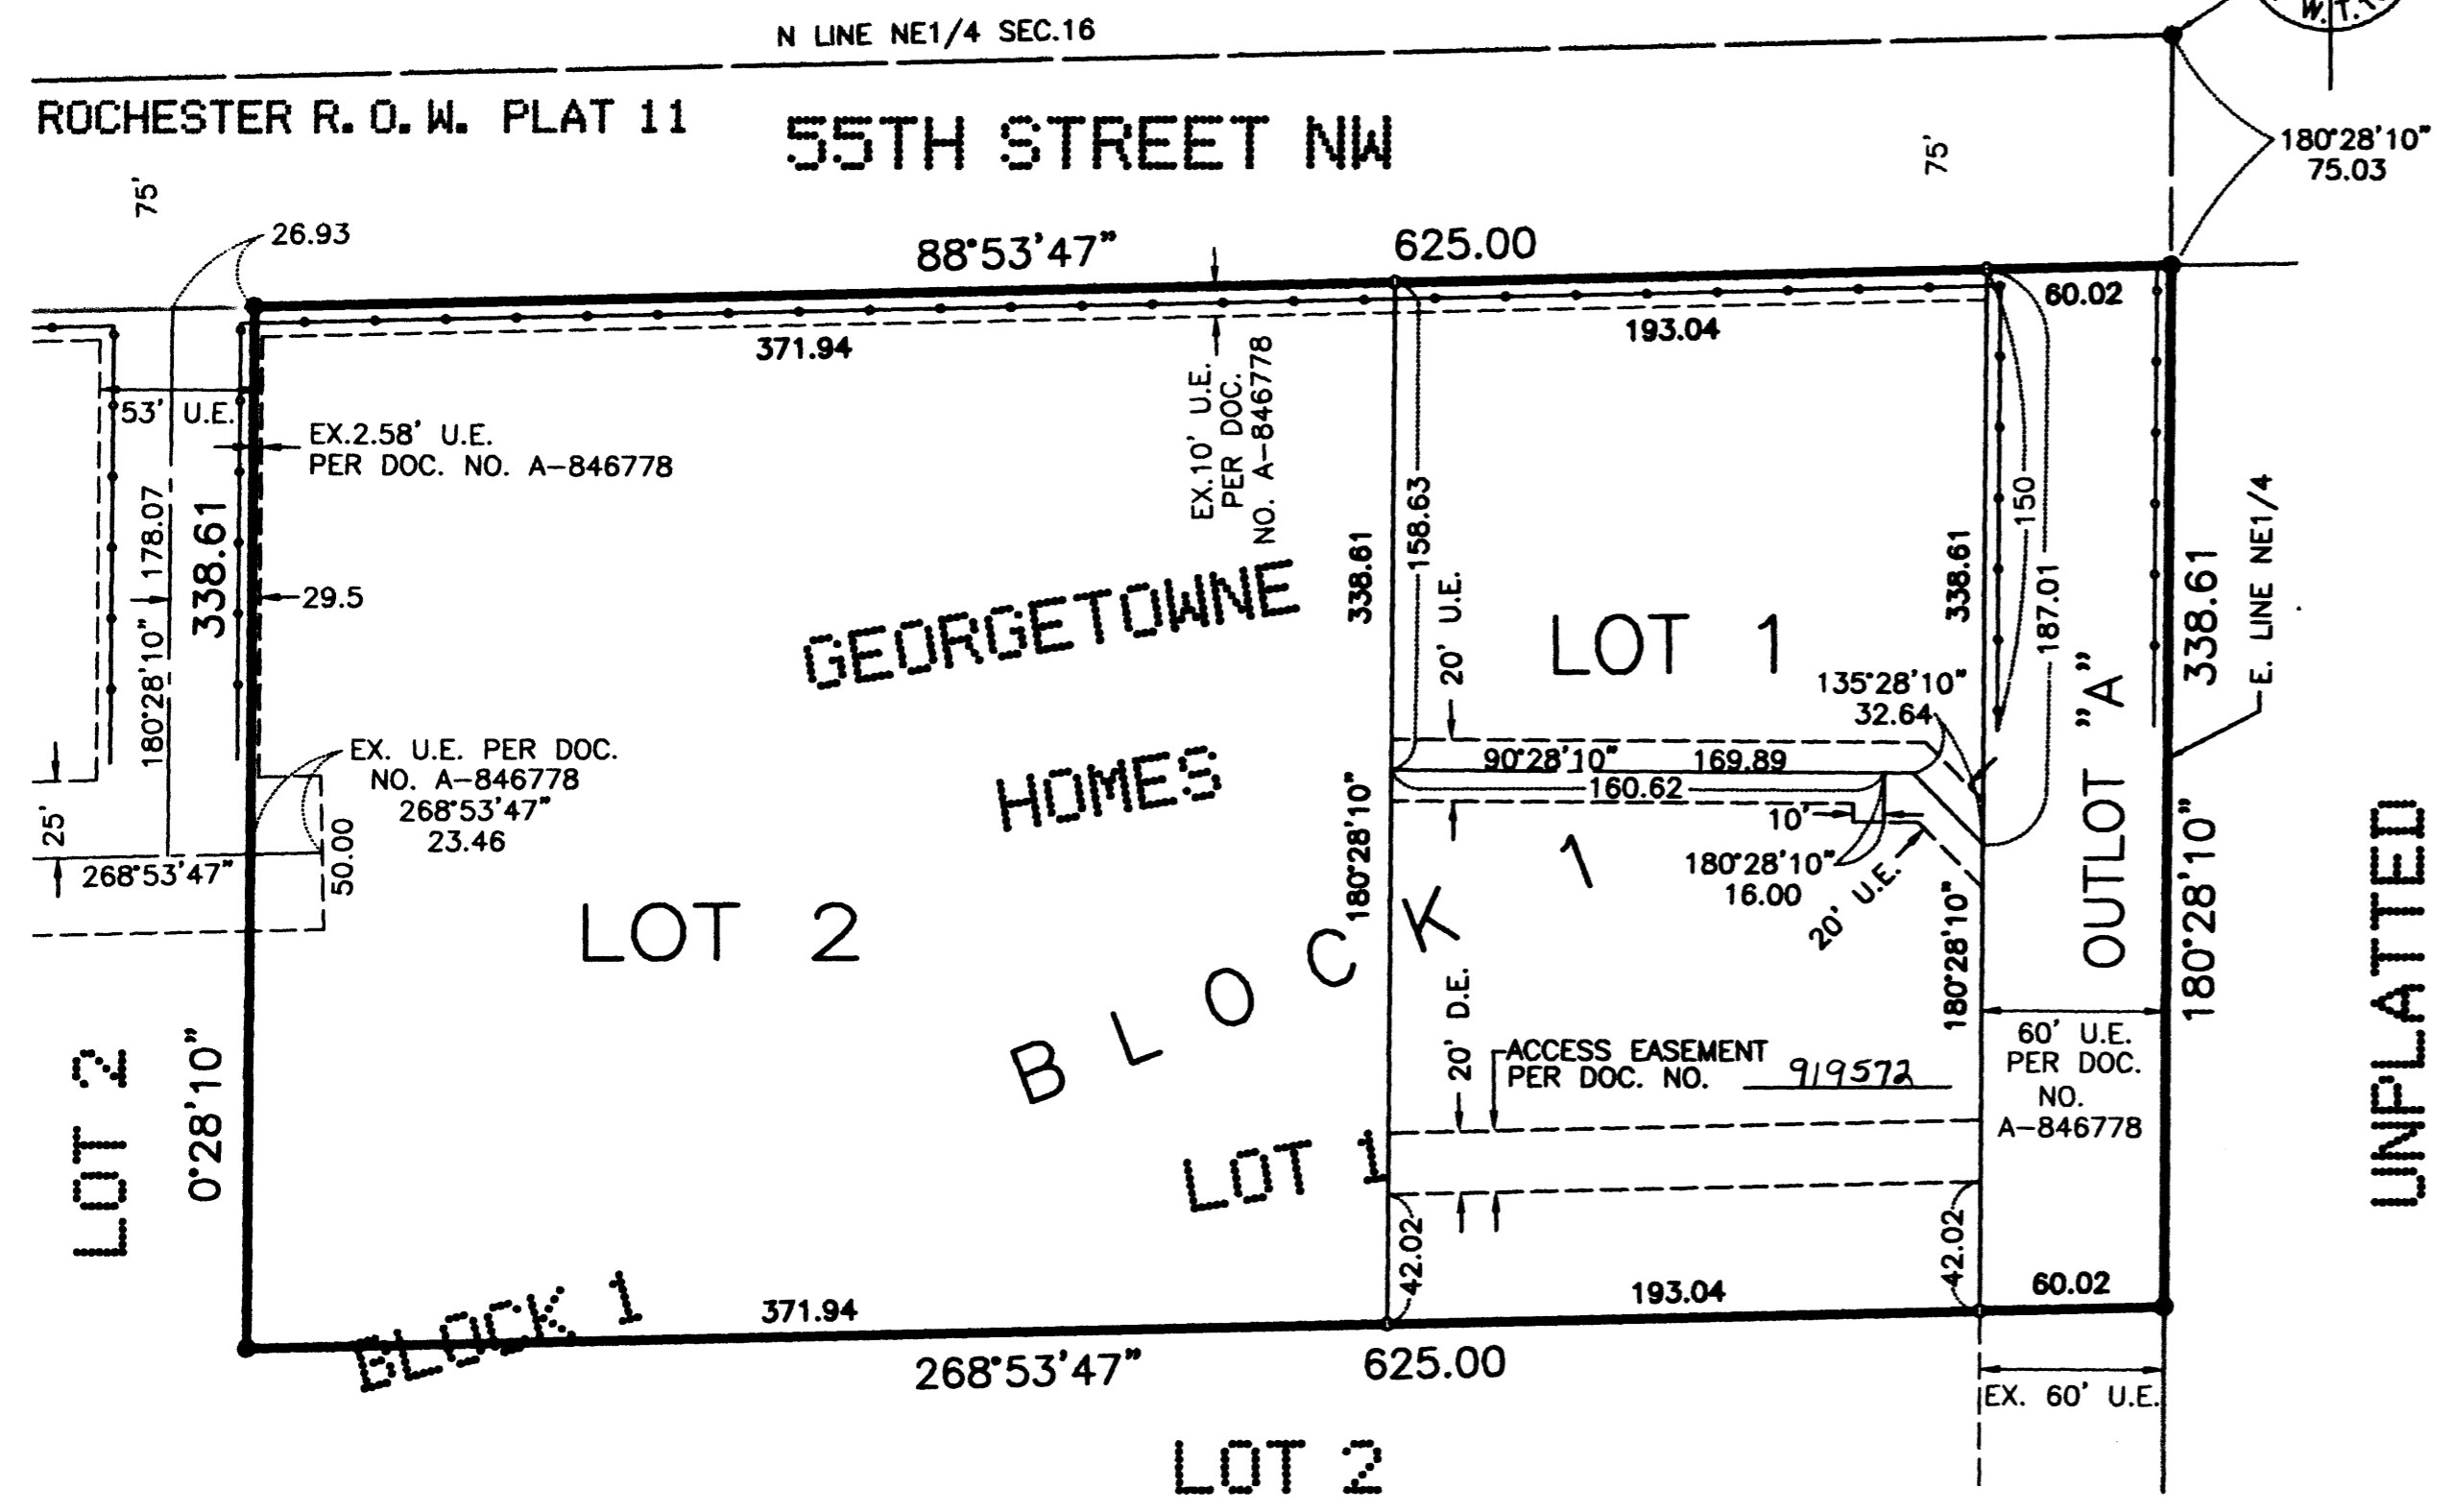 N LINE NE1/4 SEC.16
W.T.
ROCHESTER R.O.W. PLAT 11
55TH STREET NW
75'
75'
180°28'10"
75.03
26.93
88°53'47"
625.00
60.02
371.94
193.04
53' U.E.
EX.2.58' U.E.
PER DOC. NO. A-846778
EX.10' U.E.
PER DOC.
NO. A-846778
180°28'10" 178.07
338.61
29.5
338.61
158.63
20' U.E.
LOT 1
338.61
150
187.01
338.61
E. LINE NE1/4
GEORGETOWNE
HOMES
135°28'10"
32.64
OUTLOT "A"
EX. U.E. PER DOC.
NO. A-846778
268°53'47"
23.46
50.00
25'
268°53'47"
90°28'10" 169.89
160.62
10'
180°28'10"
16.00
20' U.E.
180°28'10"
180°28'10"
180°28'10"
UNPLATTED
LOT 2
BLOCK 1
20' D.E.
ACCESS EASEMENT
PER DOC. NO. 919572
60' U.E.
PER DOC.
NO.
A-846778
LOT 2
0°28'10"
LOT 1
42.02
42.02
BLOCK 1
371.94
193.04
60.02
268°53'47"
625.00
EX. 60' U.E.
LOT 2